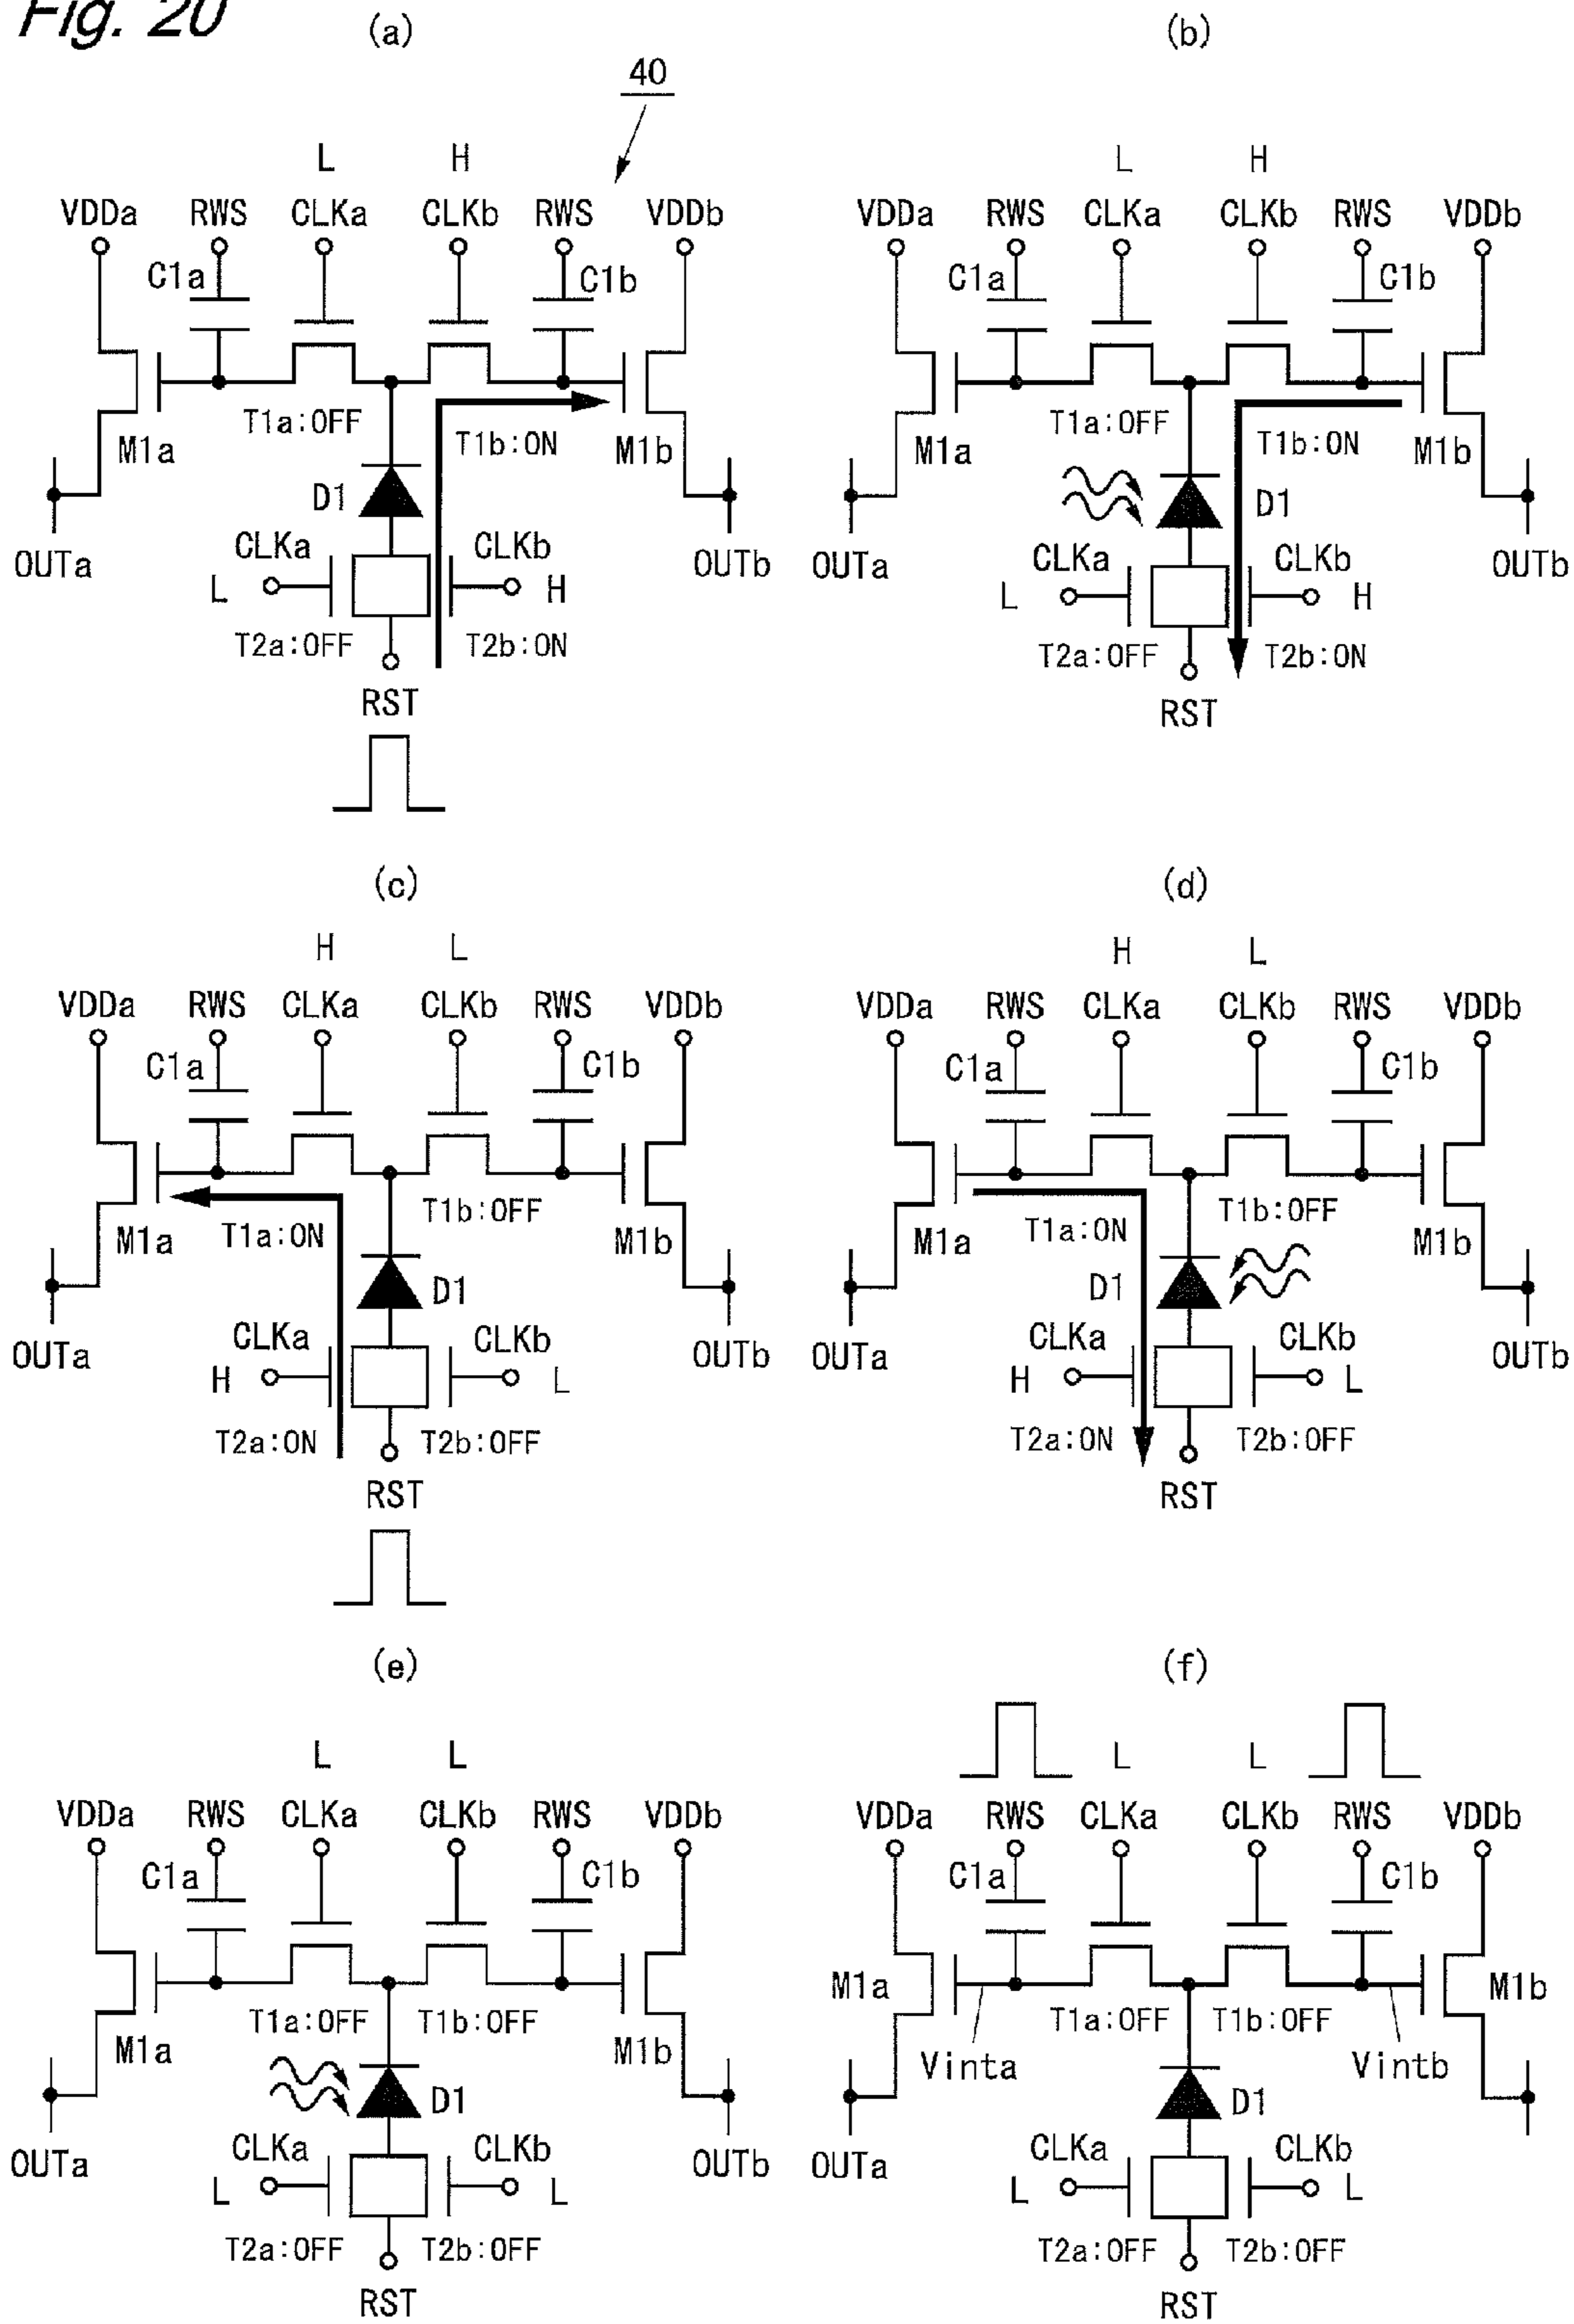 Fig. 20
(a)
(b)
40
L H
L H
VDDa RWS CLKa CLKb RWS VDDb
VDDa RWS CLKa CLKb RWS VDDb
C1a C1b
C1a C1b
T1a:OFF T1b:ON
T1a:OFF T1b:ON
M1a M1b
M1a M1b
D1
D1
OUTa CLKa CLKb OUTb
OUTa CLKa CLKb OUTb
L H
L H
T2a:OFF T2b:ON
T2a:OFF T2b:ON
RST
RST
(c)
(d)
H L
H L
VDDa RWS CLKa CLKb RWS VDDb
VDDa RWS CLKa CLKb RWS VDDb
C1a C1b
C1a C1b
M1a T1a:ON T1b:OFF M1b
M1a T1a:ON T1b:OFF M1b
D1
D1
OUTa CLKa CLKb OUTb
OUTa CLKa CLKb OUTb
H L
H L
T2a:ON T2b:OFF
T2a:ON T2b:OFF
RST
RST
(e)
(f)
L L
L L
VDDa RWS CLKa CLKb RWS VDDb
VDDa RWS CLKa CLKb RWS VDDb
C1a C1b
C1a C1b
M1a M1b
T1a:OFF T1b:OFF
T1a:OFF T1b:OFF
M1a M1b
Vinta Vintb
D1
D1
OUTa CLKa CLKb OUTb
OUTa CLKa CLKb
L L
L L
T2a:OFF T2b:OFF
T2a:OFF T2b:OFF
RST
RST